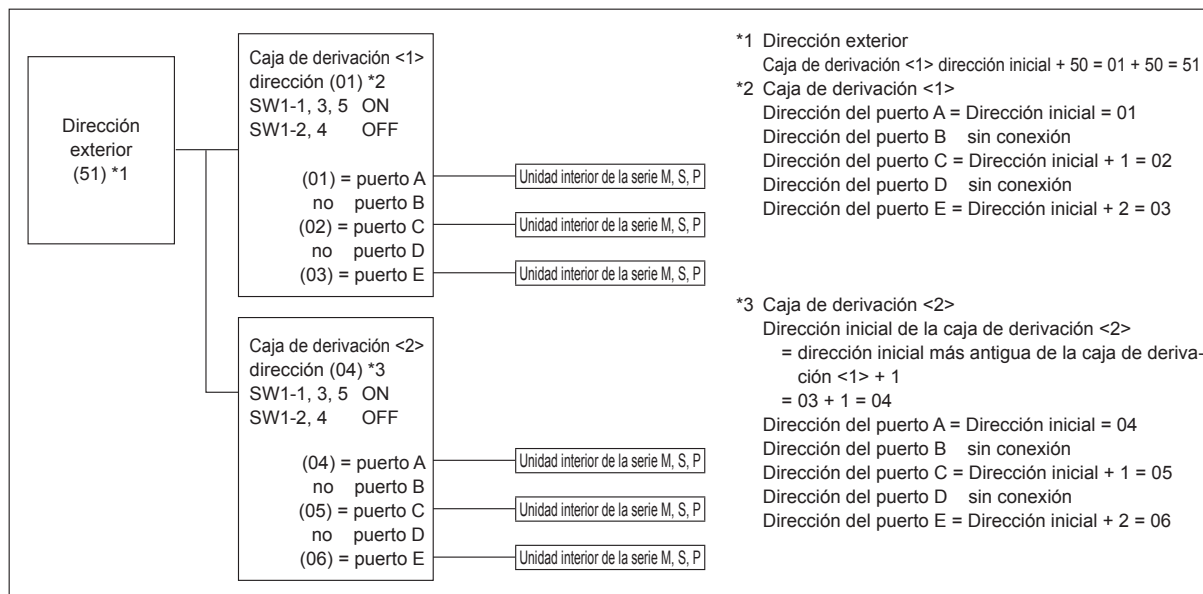 Dirección
exterior
(51) *1
Caja de derivación <1>
dirección (01) *2
SW1-1, 3, 5 ON
SW1-2, 4 OFF
(01) = puerto A
no puerto B
(02) = puerto C
no puerto D
(03) = puerto E
Unidad interior de la serie M, S, P
Unidad interior de la serie M, S, P
Unidad interior de la serie M, S, P
Caja de derivación <2>
dirección (04) *3
SW1-1, 3, 5 ON
SW1-2, 4 OFF
(04) = puerto A
no puerto B
(05) = puerto C
no puerto D
(06) = puerto E
Unidad interior de la serie M, S, P
Unidad interior de la serie M, S, P
Unidad interior de la serie M, S, P
*1 Dirección exterior
Caja de derivación <1> dirección inicial + 50 = 01 + 50 = 51
*2 Caja de derivación <1>
Dirección del puerto A = Dirección inicial = 01
Dirección del puerto B sin conexión
Dirección del puerto C = Dirección inicial + 1 = 02
Dirección del puerto D sin conexión
Dirección del puerto E = Dirección inicial + 2 = 03
*3 Caja de derivación <2>
Dirección inicial de la caja de derivación <2>
= dirección inicial más antigua de la caja de deriva-
ción <1> + 1
= 03 + 1 = 04
Dirección del puerto A = Dirección inicial = 04
Dirección del puerto B sin conexión
Dirección del puerto C = Dirección inicial + 1 = 05
Dirección del puerto D sin conexión
Dirección del puerto E = Dirección inicial + 2 = 06